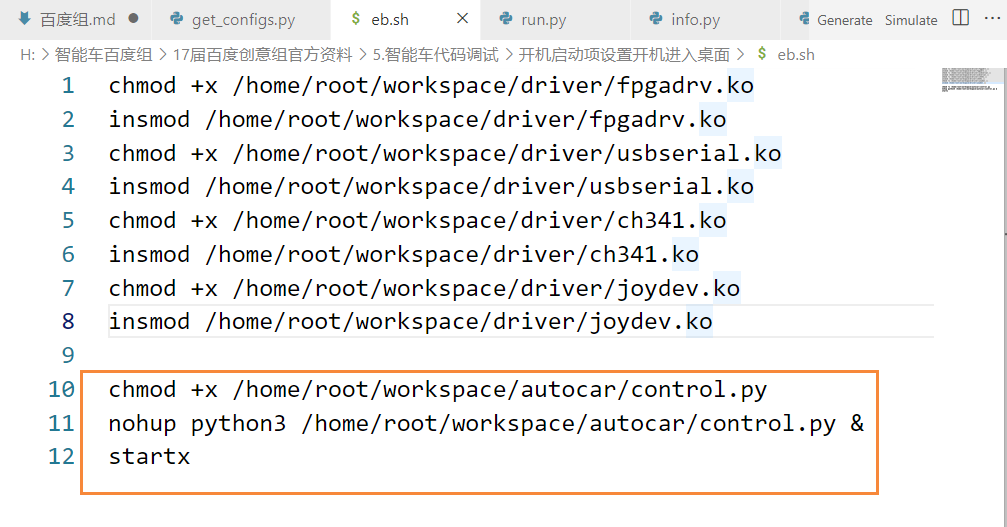 百度组.md ● get_configs.py $ eb.sh × run.py info.py Generate Simulate ···
H: > 智能车百度组 > 17届百度创意组官方资料 > 5.智能车代码调试 > 开机启动项设置开机进入桌面 > $ eb.sh
1 chmod +x /home/root/workspace/driver/fpgadrv.ko
2 insmod /home/root/workspace/driver/fpgadrv.ko
3 chmod +x /home/root/workspace/driver/usbserial.ko
4 insmod /home/root/workspace/driver/usbserial.ko
5 chmod +x /home/root/workspace/driver/ch341.ko
6 insmod /home/root/workspace/driver/ch341.ko
7 chmod +x /home/root/workspace/driver/joydev.ko
8 insmod /home/root/workspace/driver/joydev.ko
9
10 chmod +x /home/root/workspace/autocar/control.py
11 nohup python3 /home/root/workspace/autocar/control.py &
12 startx